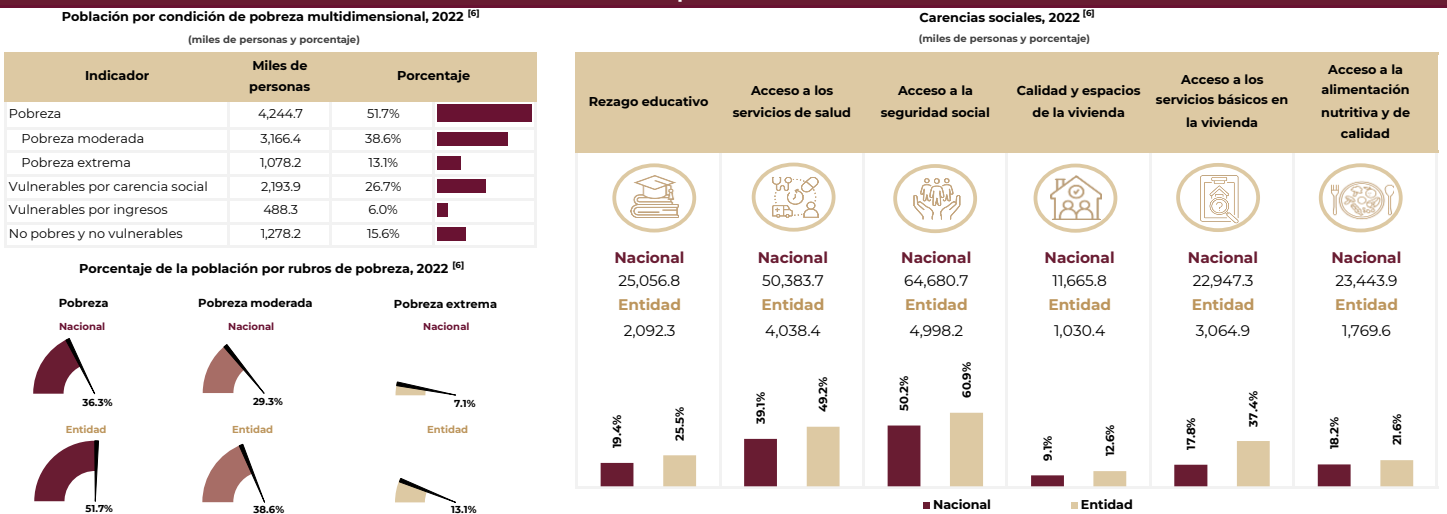 Población por condición de pobreza multidimensional, 2022 [6]
(miles de personas y porcentaje)
Indicador Miles de personas Porcentaje
Pobreza 4,244.7 51.7%
Pobreza moderada 3,166.4 38.6%
Pobreza extrema 1,078.2 13.1%
Vulnerables por carencia social 2,193.9 26.7%
Vulnerables por ingresos 488.3 6.0%
No pobres y no vulnerables 1,278.2 15.6%
Porcentaje de la población por rubros de pobreza, 2022 [6]
Pobreza Pobreza moderada Pobreza extrema
Nacional Nacional Nacional
36.3% 29.3% 7.1%
Entidad Entidad Entidad
51.7% 38.6% 13.1%
Carencias sociales, 2022 [6]
(miles de personas y porcentaje)
Rezago educativo
Acceso a los
servicios de salud
Acceso a la
seguridad social
Calidad y espacios
de la vivienda
Acceso a los
servicios básicos en
la vivienda
Acceso a la
alimentación
nutritiva y de
calidad
Nacional Nacional Nacional Nacional Nacional Nacional
25,056.8 50,383.7 64,680.7 11,665.8 22,947.3 23,443.9
Entidad Entidad Entidad Entidad Entidad Entidad
2,092.3 4,038.4 4,998.2 1,030.4 3,064.9 1,769.6
19.4% 25.5% 39.1% 49.2% 50.2% 60.9% 9.1% 12.6% 17.8% 37.4% 18.2% 21.6%
Nacional Entidad